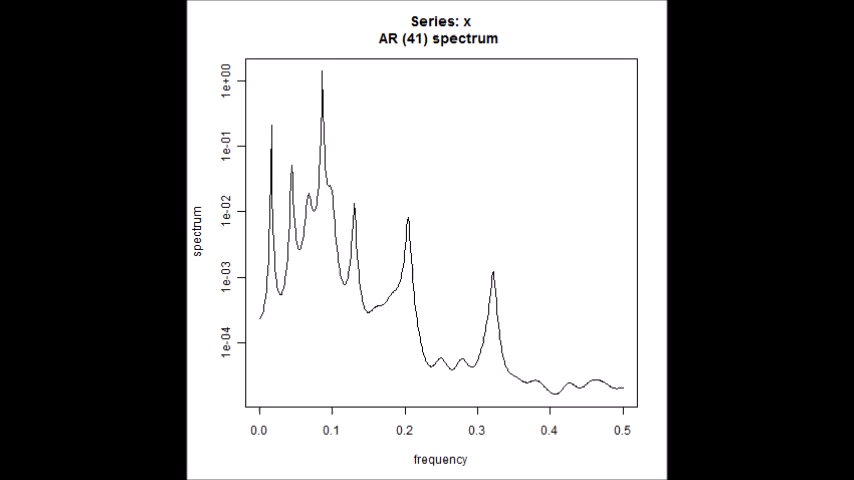 Series: x
AR (41) spectrum
spectrum
1e+00
1e-01
1e-02
1e-03
1e-04
0.0 0.1 0.2 0.3 0.4 0.5
frequency